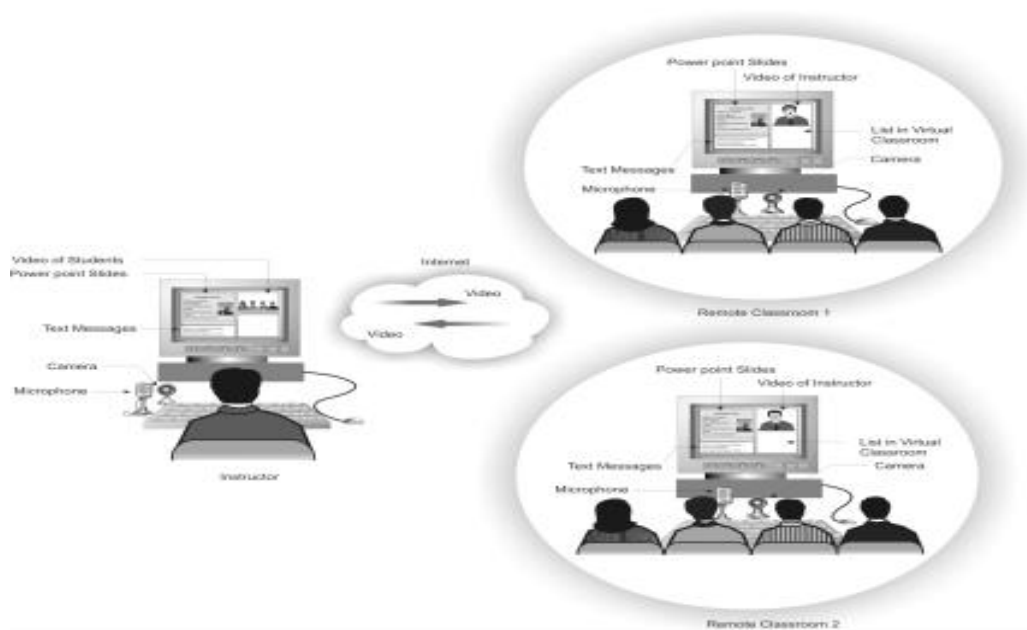 Power point Slides
Video of Instructor
List in Virtual
Classroom
Camera
Text Messages
Microphone
Remote Classroom 1
Video of Students
Power point Slides
Text Messages
Camera
Microphone
Instructor
Internet
Video
Video
Power point Slides
Video of Instructor
List in Virtual
Classroom
Camera
Text Messages
Microphone
Remote Classroom 2